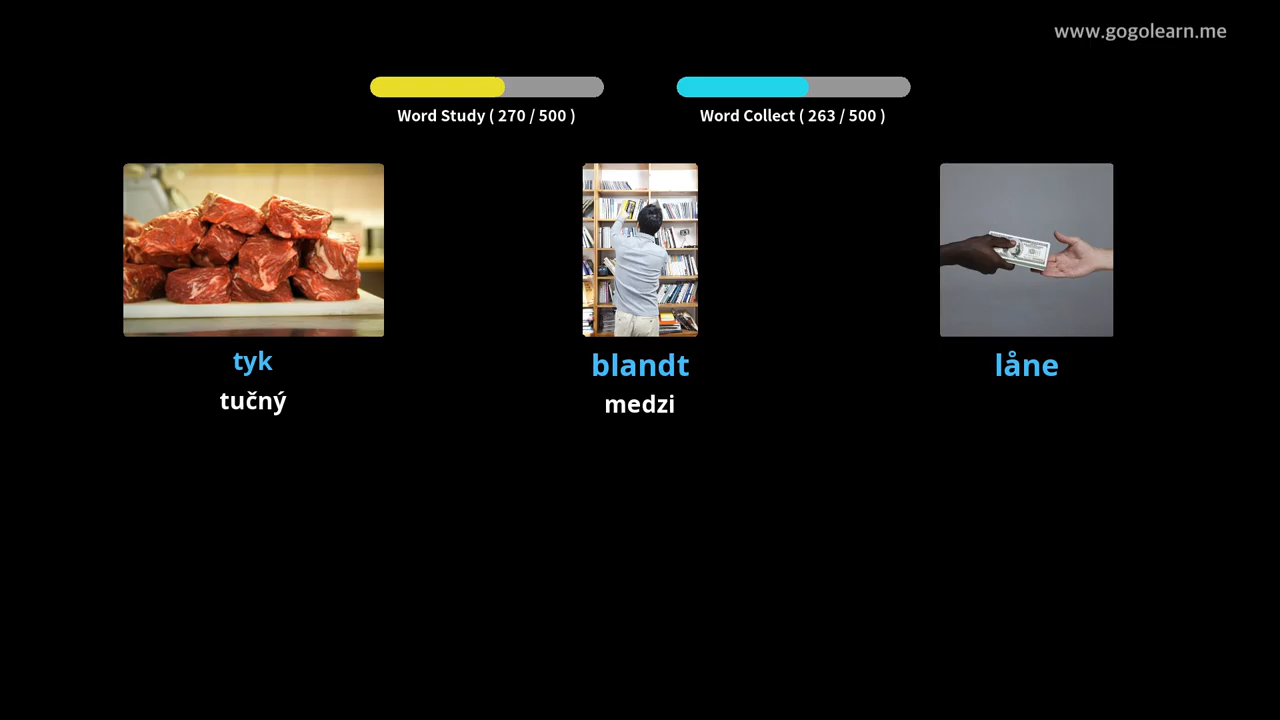 www.gogolearn.me
Word Study ( 270 / 500 )
Word Collect ( 263 / 500 )
tyk
tučný
blandt
medzi
låne